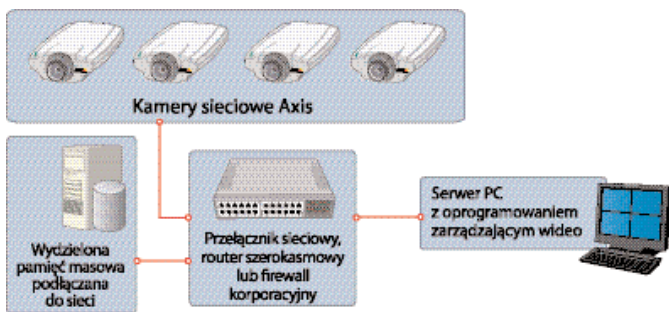 Kamery sieciowe Axis
Wydzielona
pamięć masowa
podłączana
do sieci
Przełącznik sieciowy,
router szerokasmowy
lub firewall
korporacyjny
Serwer PC
z oprogramowaniem
zarządzającym wideo